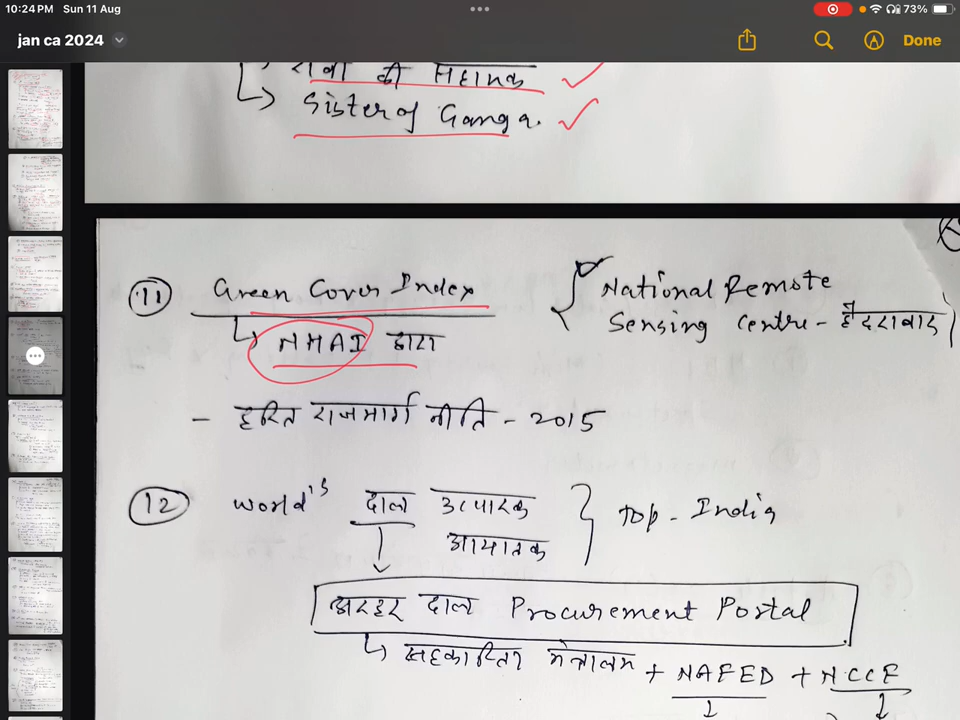 10:24 PM Sun 11 Aug
73%
jan ca 2024
Done
की सहायक
Sister of Ganga.
11 Green Cover Index
NHAI द्वारा
National Remote
Sensing Centre - हैदराबाद
- हरित राजमार्ग नीति - 2015
12 World's दाल उत्पादक
आयातक
Top - India
अरहर दाल Procurement Portal
सहकारिता मंत्रालय + NAFED + NCCF